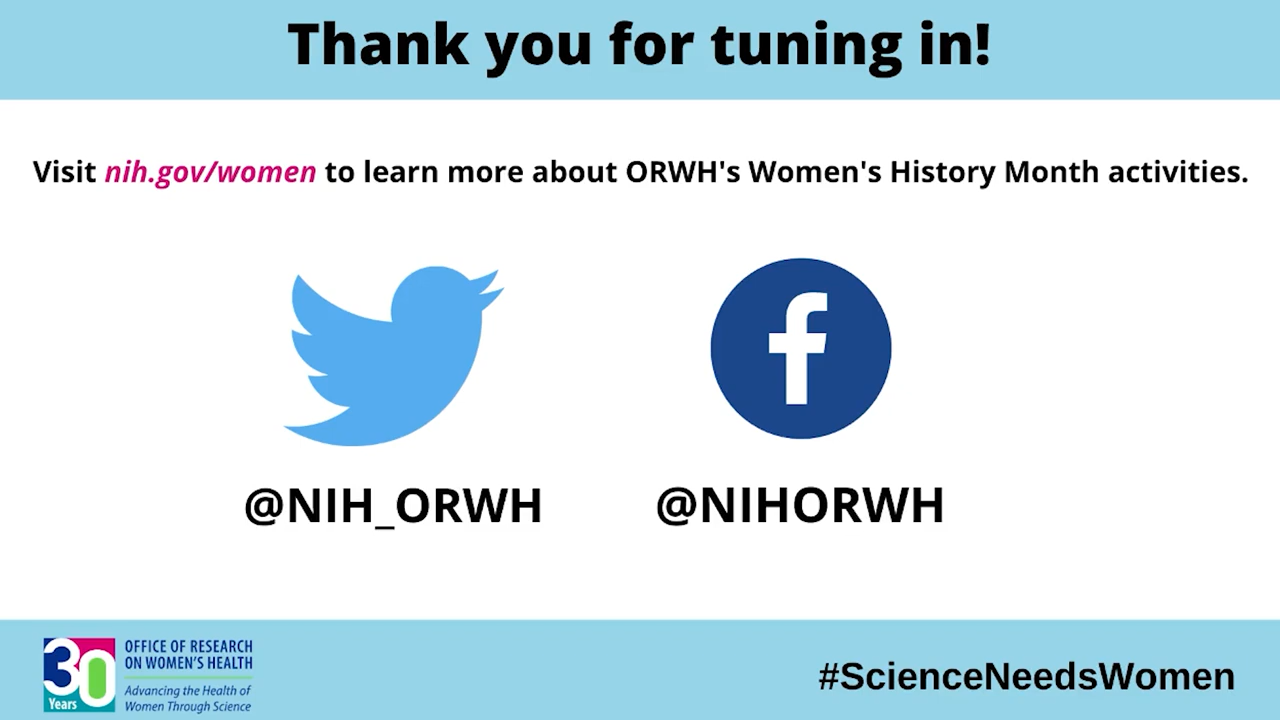 Thank you for tuning in!
Visit nih.gov/women to learn more about ORWH's Women's History Month activities.
@NIH_ORWH
@NIHORWH
30
Years
OFFICE OF RESEARCH
ON WOMEN'S HEALTH
Advancing the Health of
Women Through Science
#ScienceNeedsWomen